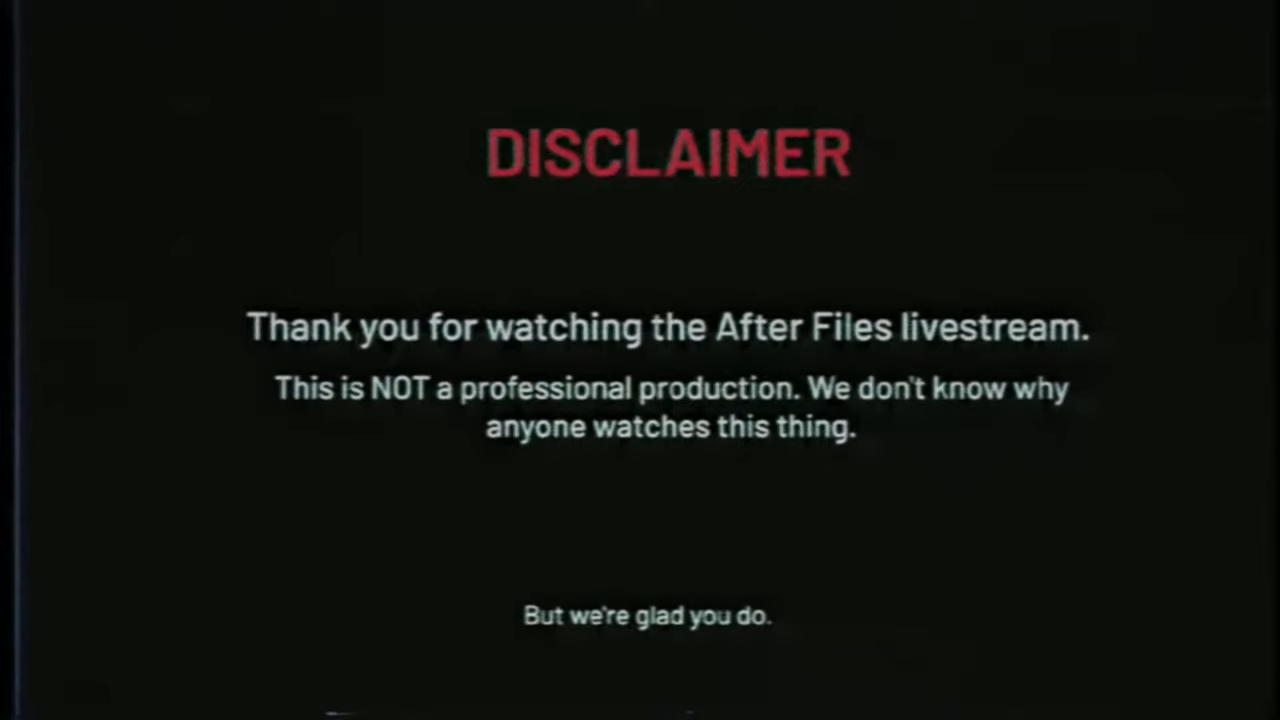 DISCLAIMER
Thank you for watching the After Files livestream.
This is NOT a professional production. We don't know why
anyone watches this thing.
But we're glad you do.